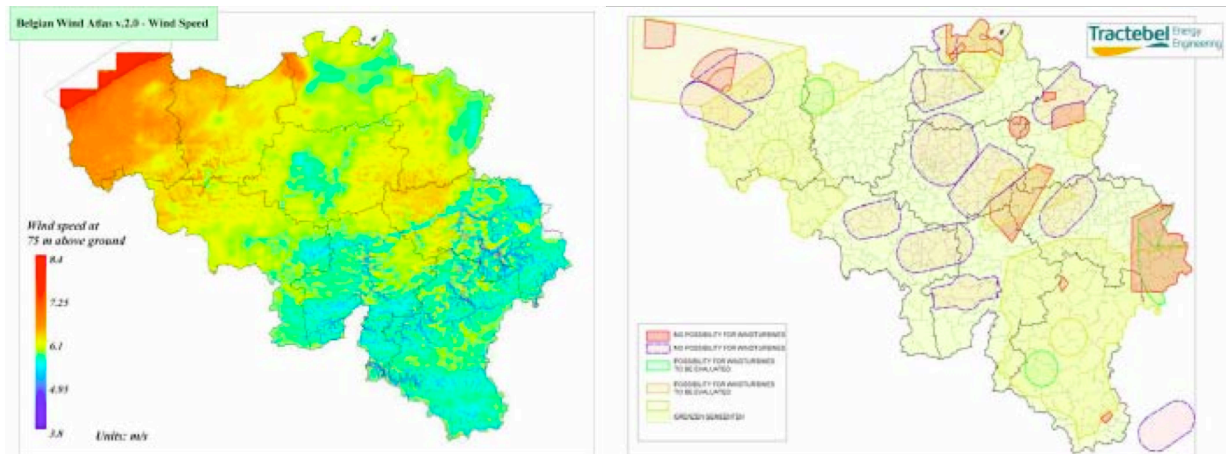 Belgian Wind Atlas v.2.0 - Wind Speed
Wind speed at
75 m above ground
8.4
7.25
6.1
4.95
3.8
Units: m/s
Tractebel Energy
Engineering
NO POSSIBILITY FOR WINDTURBINES
NO POSSIBILITY FOR WINDTURBINES
POSSIBILITY FOR WINDTURBINES
TO BE EVALUATED
POSSIBILITY FOR WINDTURBINES
TO BE EVALUATED
GRENZEN GEMEENTEN